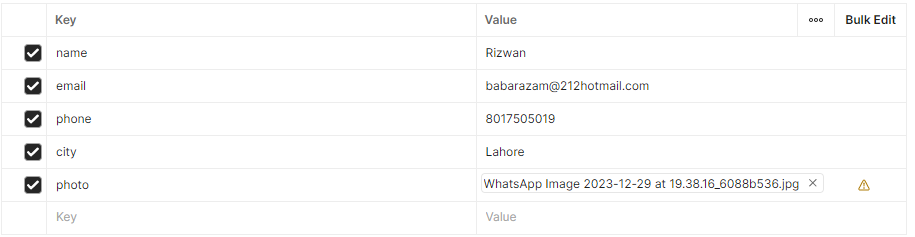 Key Value ooo Bulk Edit
name Rizwan
email babarazam@212hotmail.com
phone 8017505019
city Lahore
photo WhatsApp Image 2023-12-29 at 19.38.16_6088b536.jpg ×
Key Value